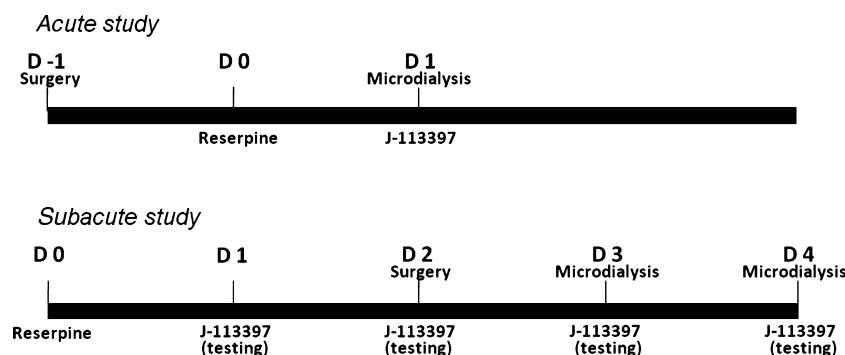 Acute study
D -1 D 0 D 1
Surgery Microdialysis
Reserpine J-113397
Subacute study
D 0 D 1 D 2 D 3 D 4
Surgery Microdialysis Microdialysis
Reserpine J-113397 J-113397 J-113397 J-113397
(testing) (testing) (testing) (testing)